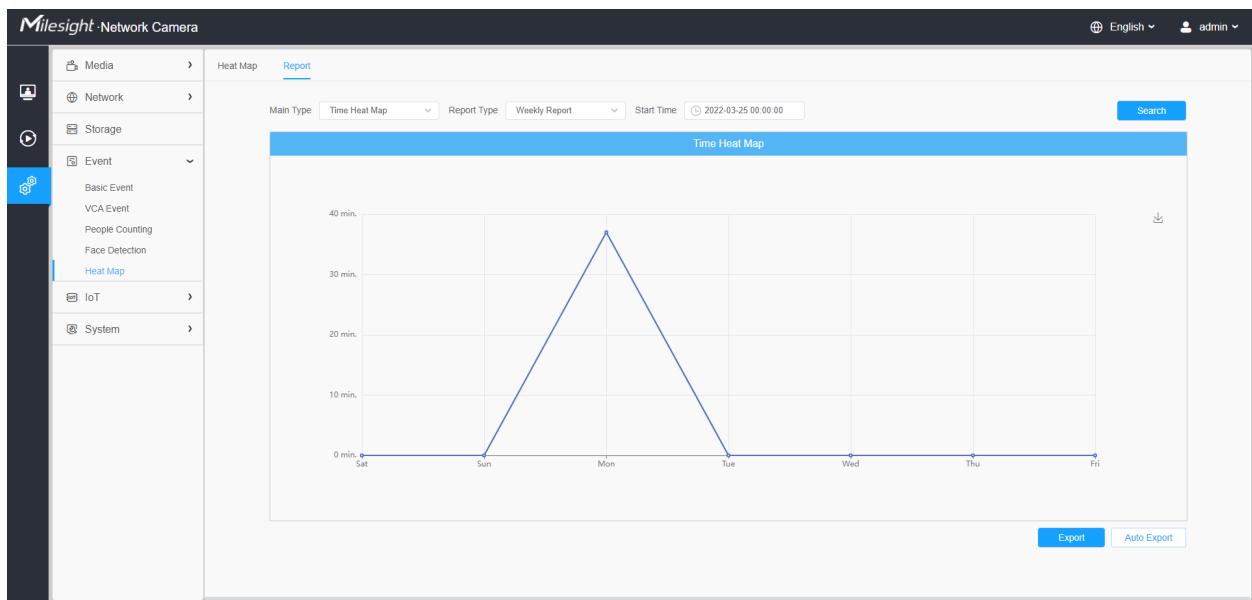 Milesight ·Network Camera
English
admin
Media
Network
Storage
Event
Basic Event
VCA Event
People Counting
Face Detection
Heat Map
IoT
System
Heat Map Report
Main Type Time Heat Map Report Type Weekly Report Start Time 2022-03-25 00:00:00 Search
Time Heat Map
40 min.
30 min.
20 min.
10 min.
0 min.
Sat Sun Mon Tue Wed Thu Fri
Export Auto Export